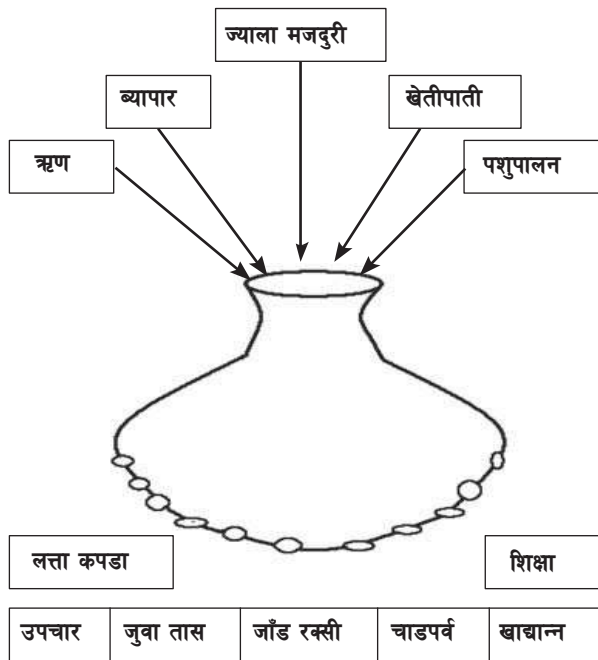 ज्याला मजदुरी
ब्यापार
खेतीपाती
ऋण
पशुपालन
लत्ता कपडा
शिक्षा
उपचार
जुवा तास
जाँड रक्सी
चाडपर्व
खाद्यान्न